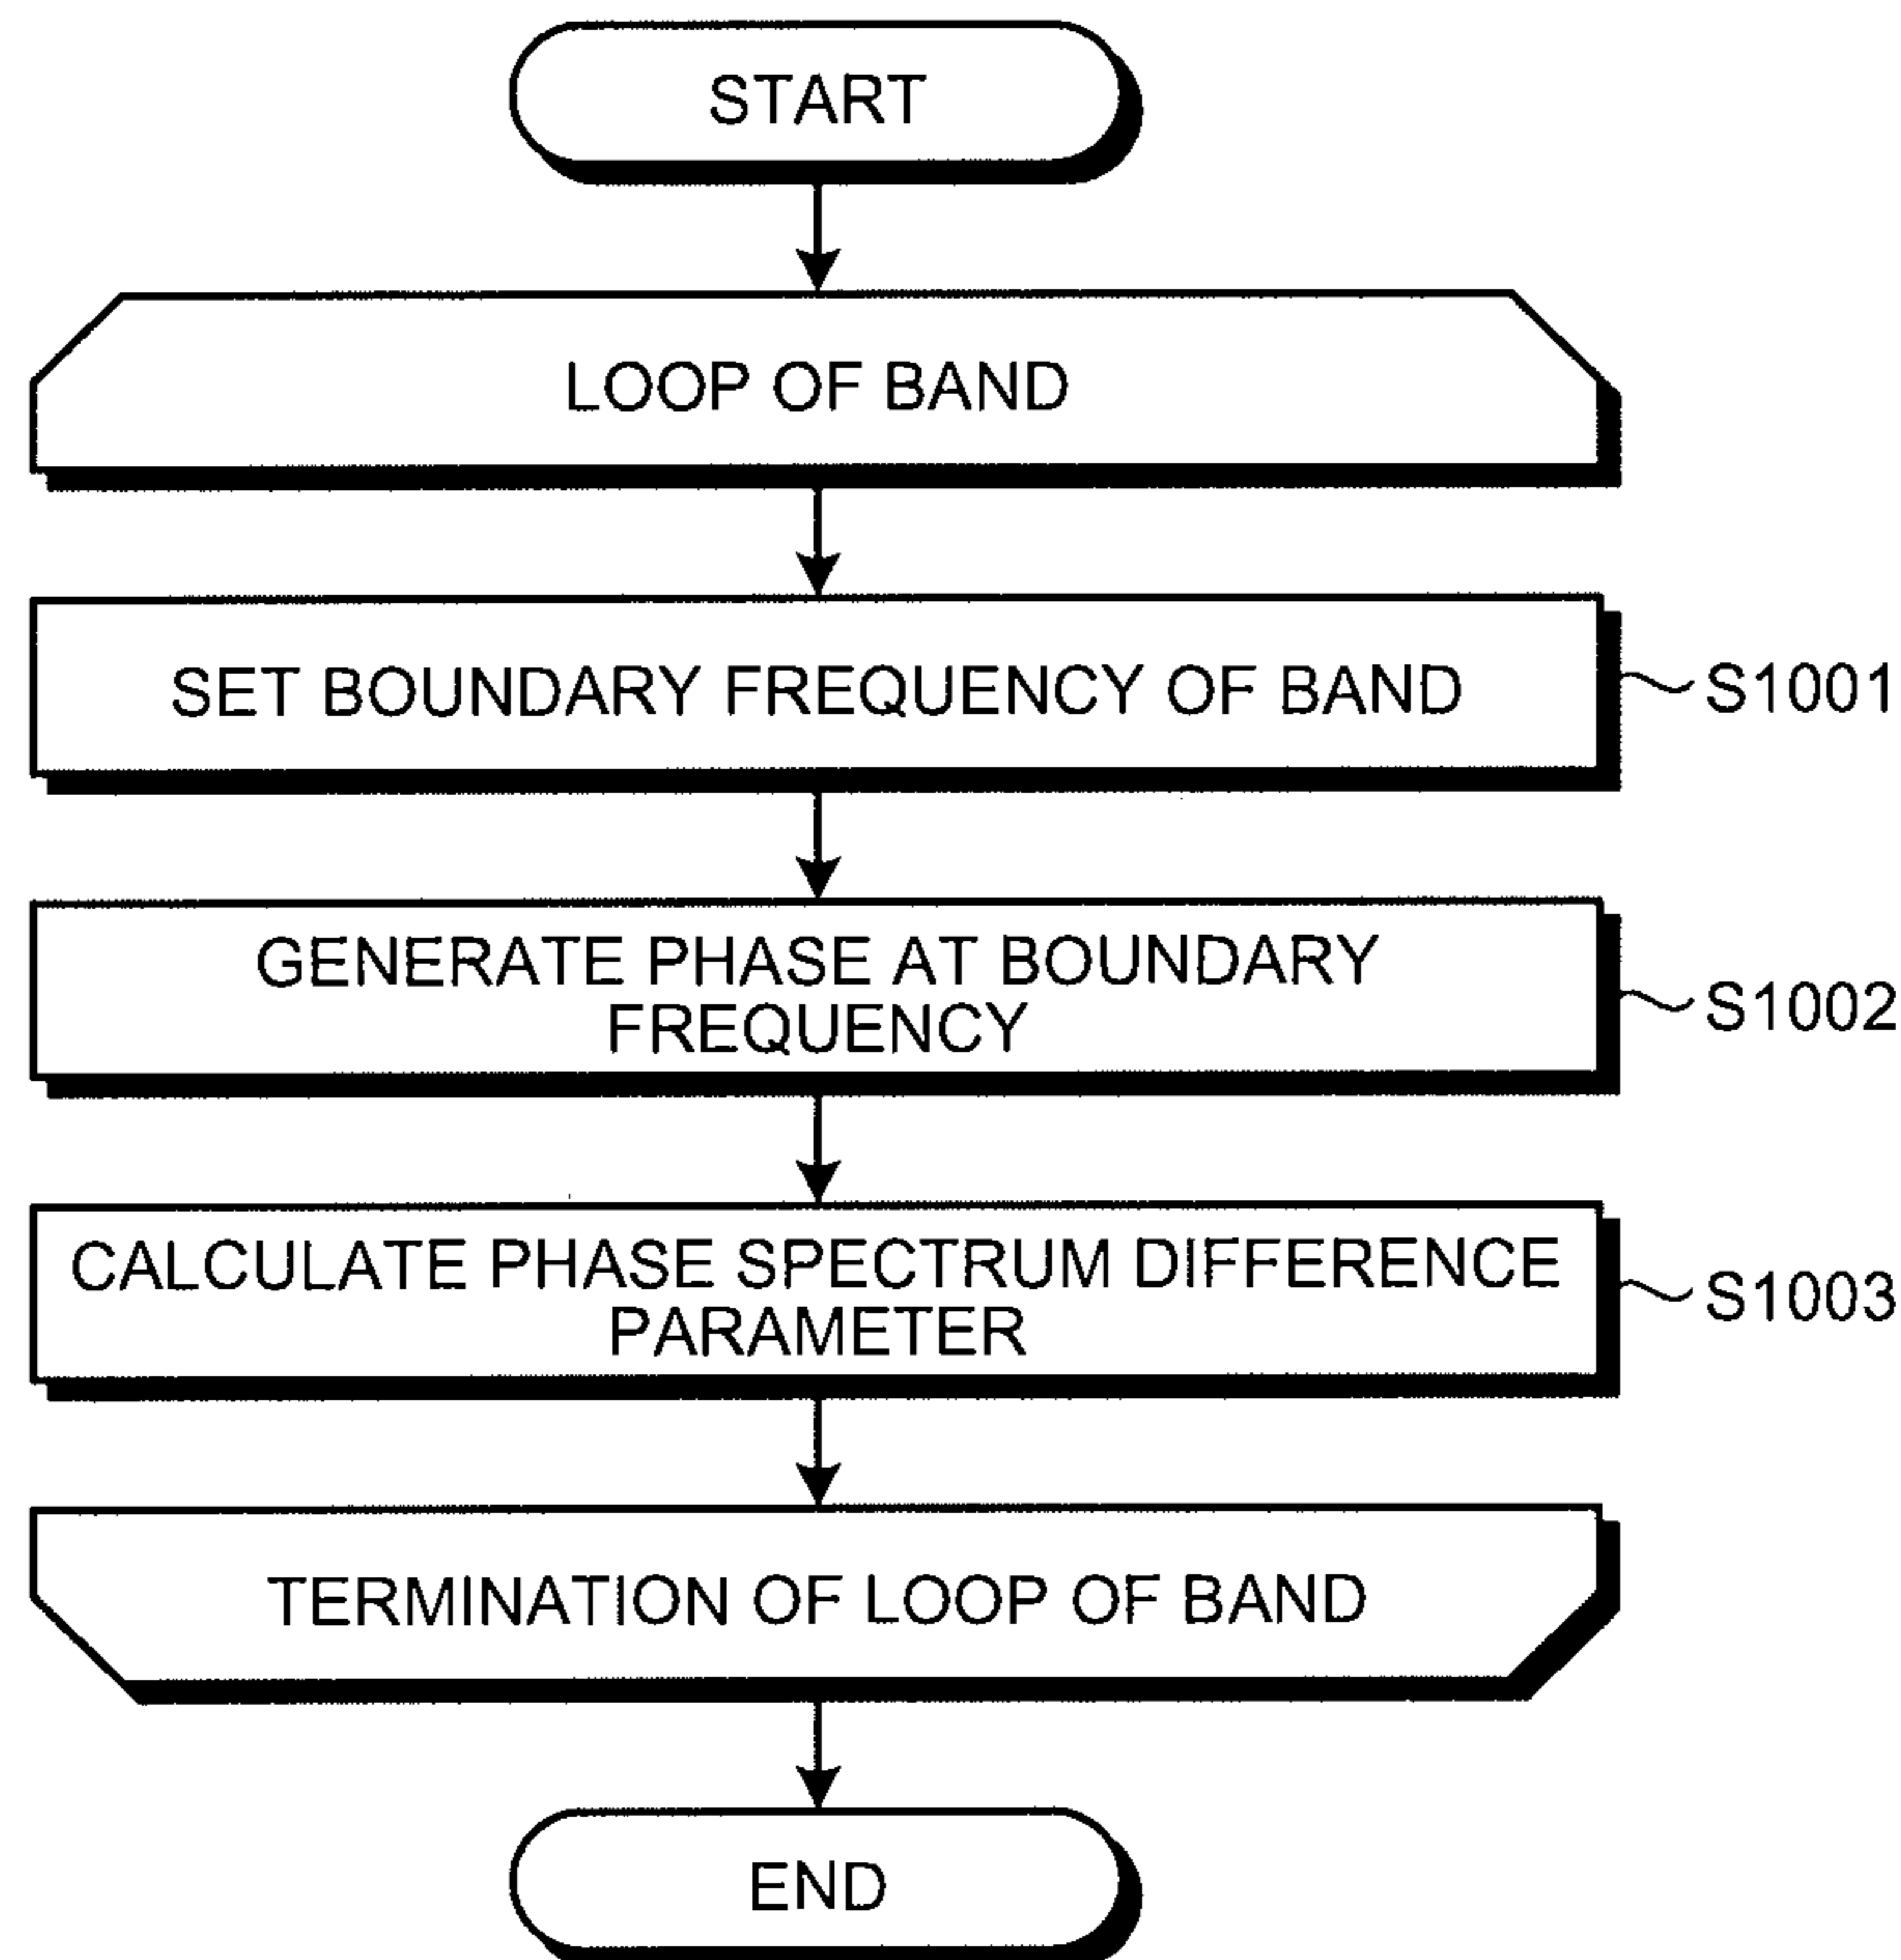 START
LOOP OF BAND
SET BOUNDARY FREQUENCY OF BAND
S1001
GENERATE PHASE AT BOUNDARY
FREQUENCY
S1002
CALCULATE PHASE SPECTRUM DIFFERENCE
PARAMETER
S1003
TERMINATION OF LOOP OF BAND
END